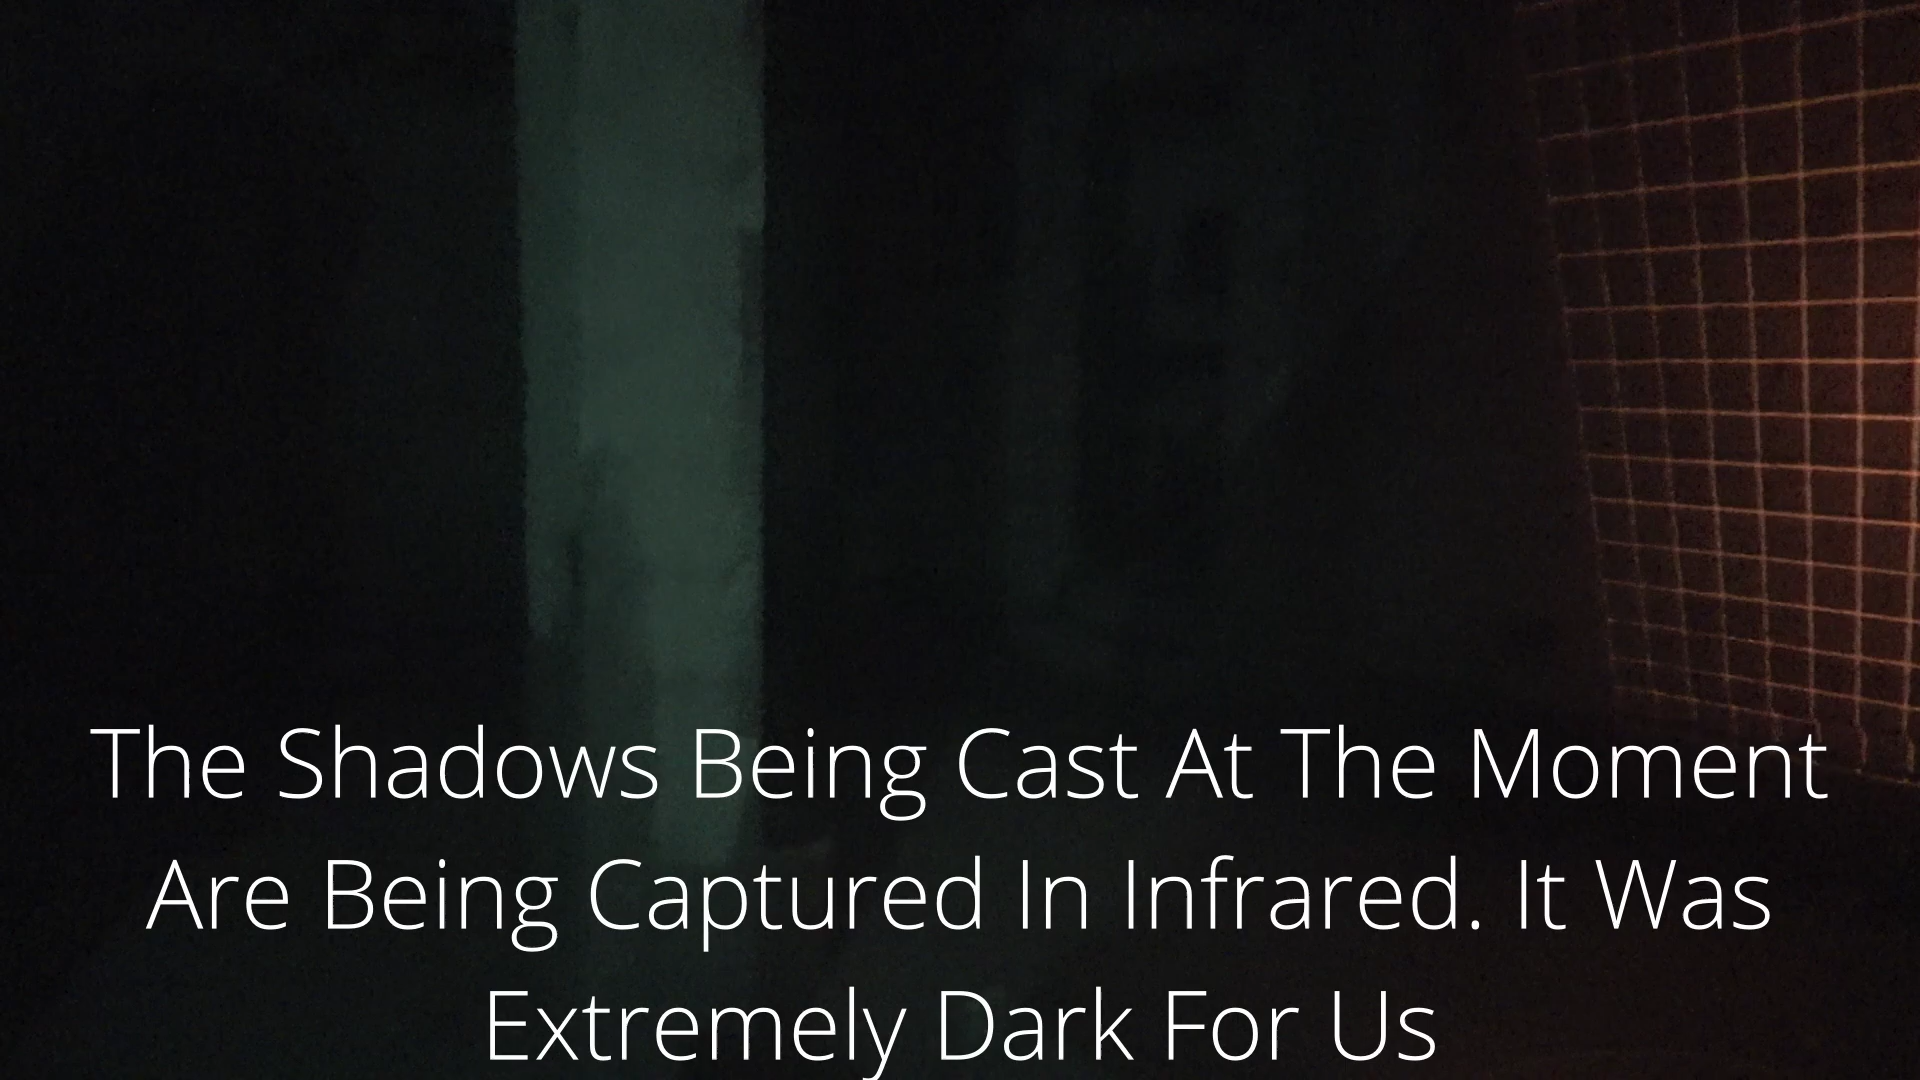 The Shadows Being Cast At The Moment
Are Being Captured In Infrared. It Was
Extremely Dark For Us